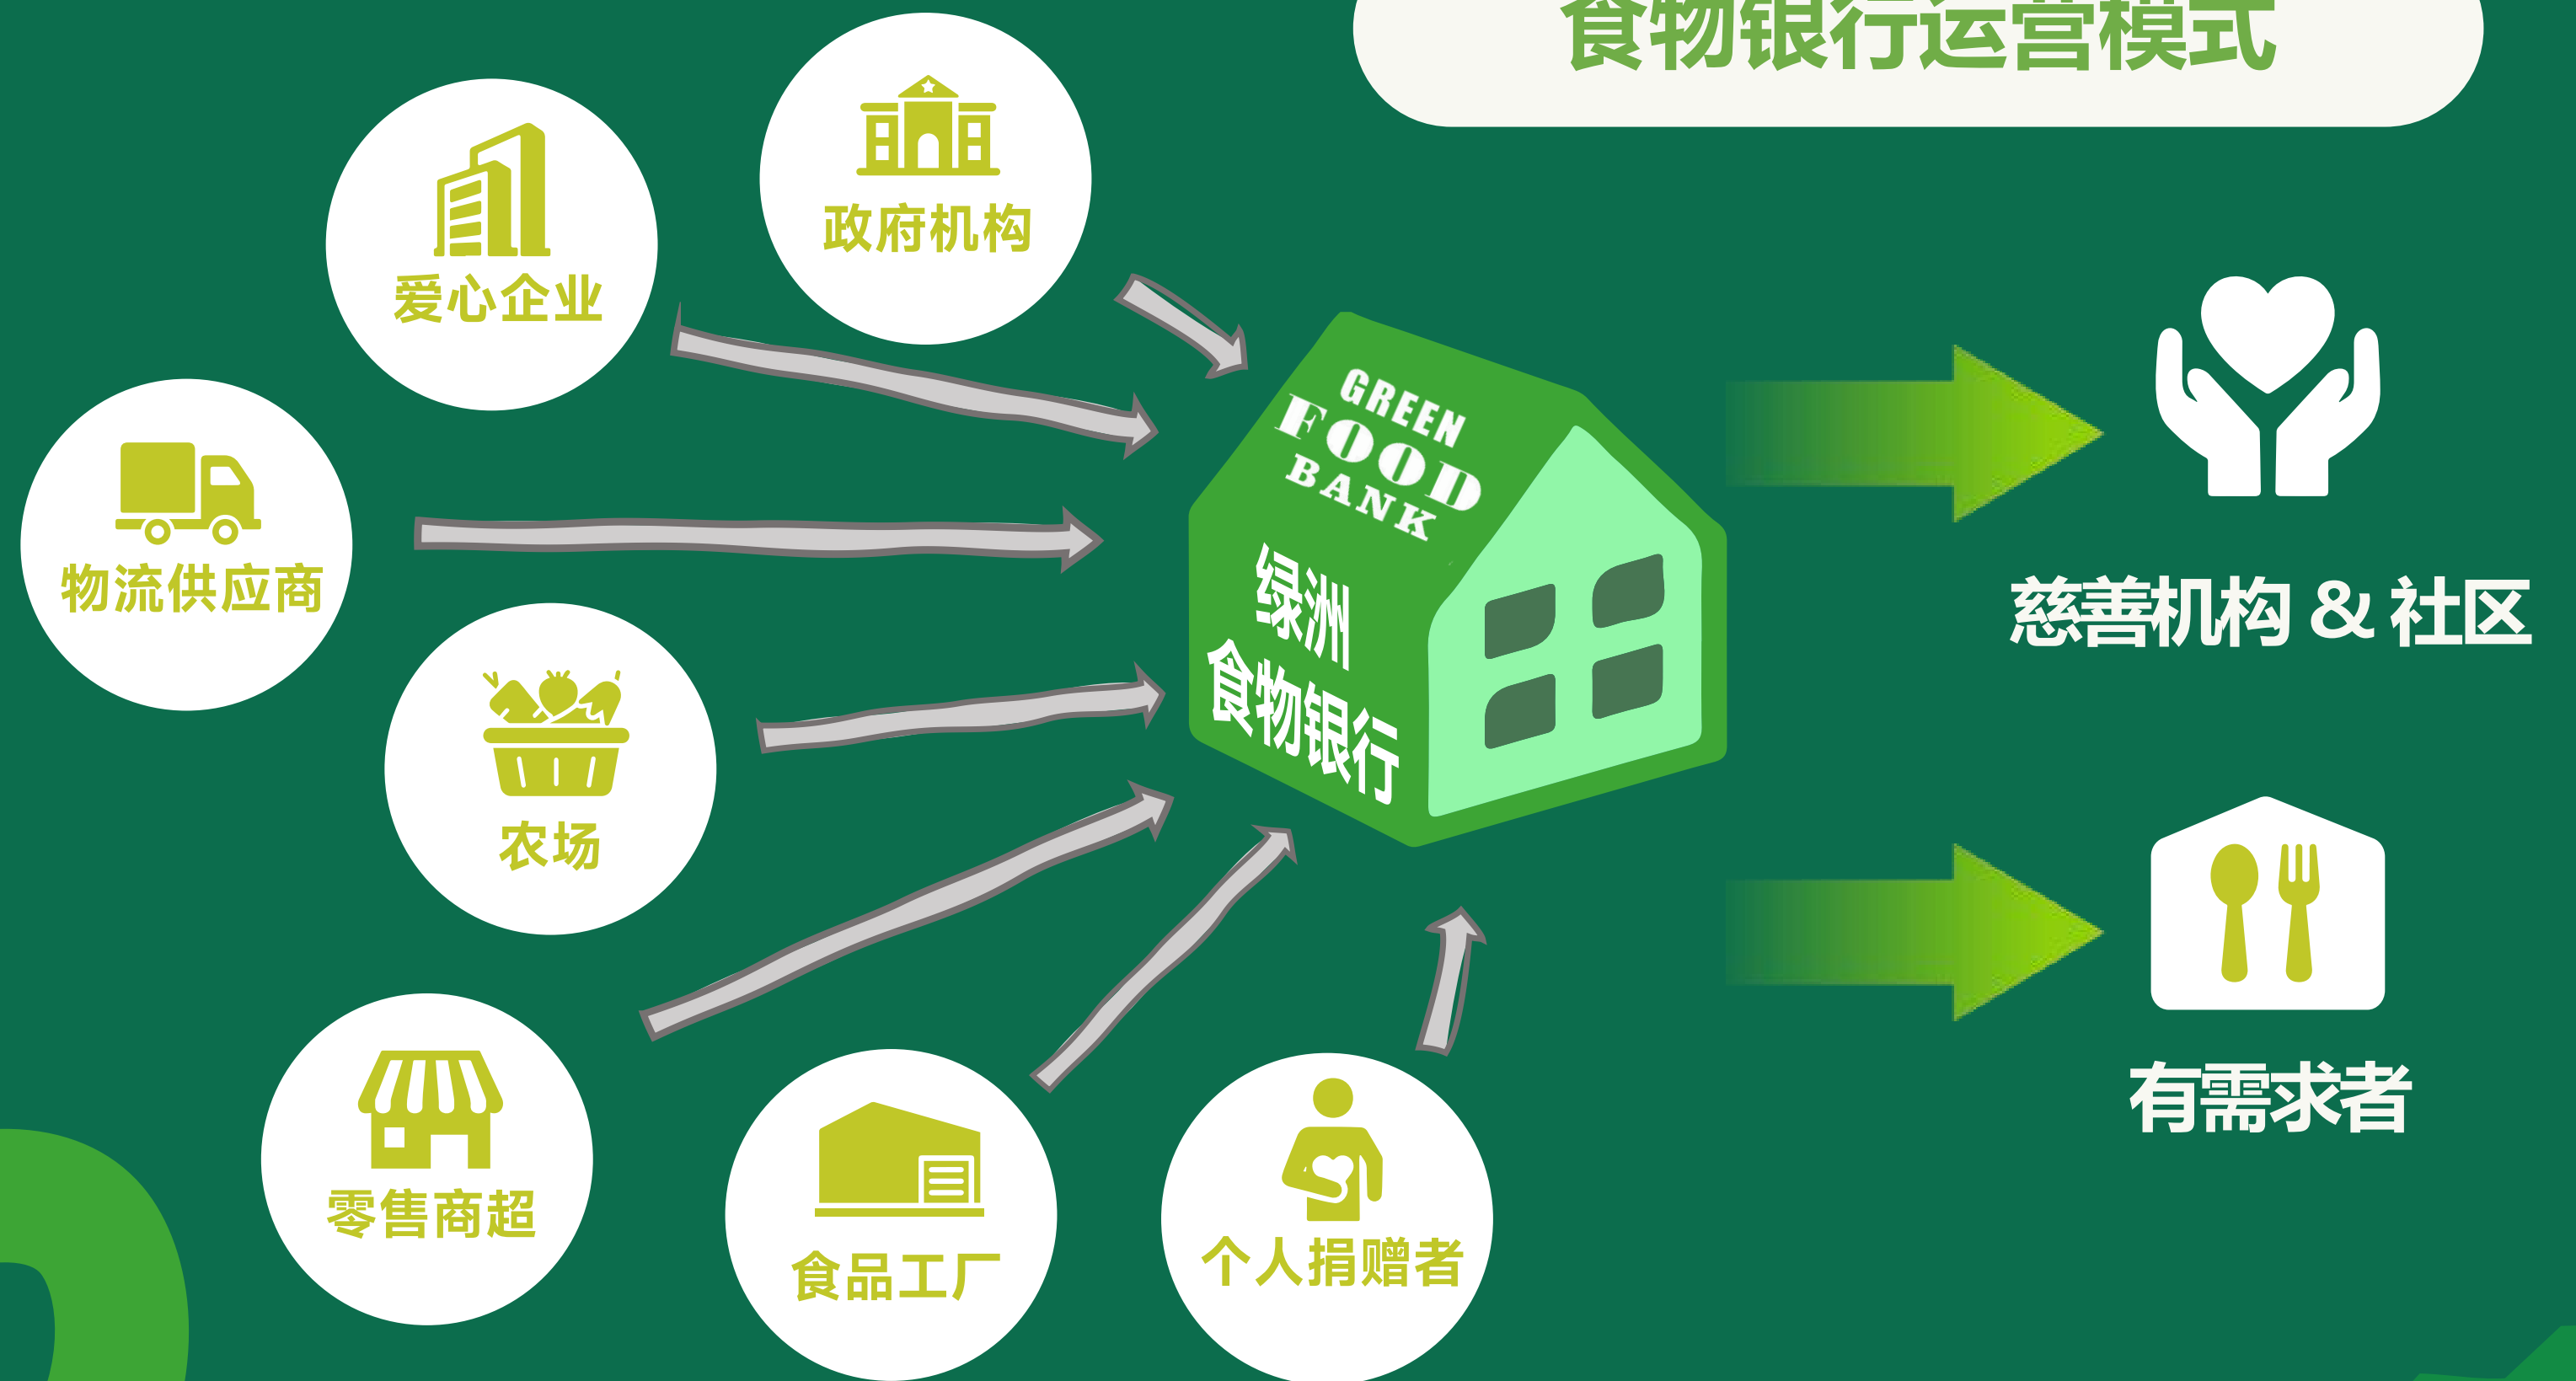 食物银行运营模式
政府机构
爱心企业
物流供应商
农场
零售商超
食品工厂
个人捐赠者
GREEN
FOOD
BANK
绿洲
食物银行
慈善机构 & 社区
有需求者